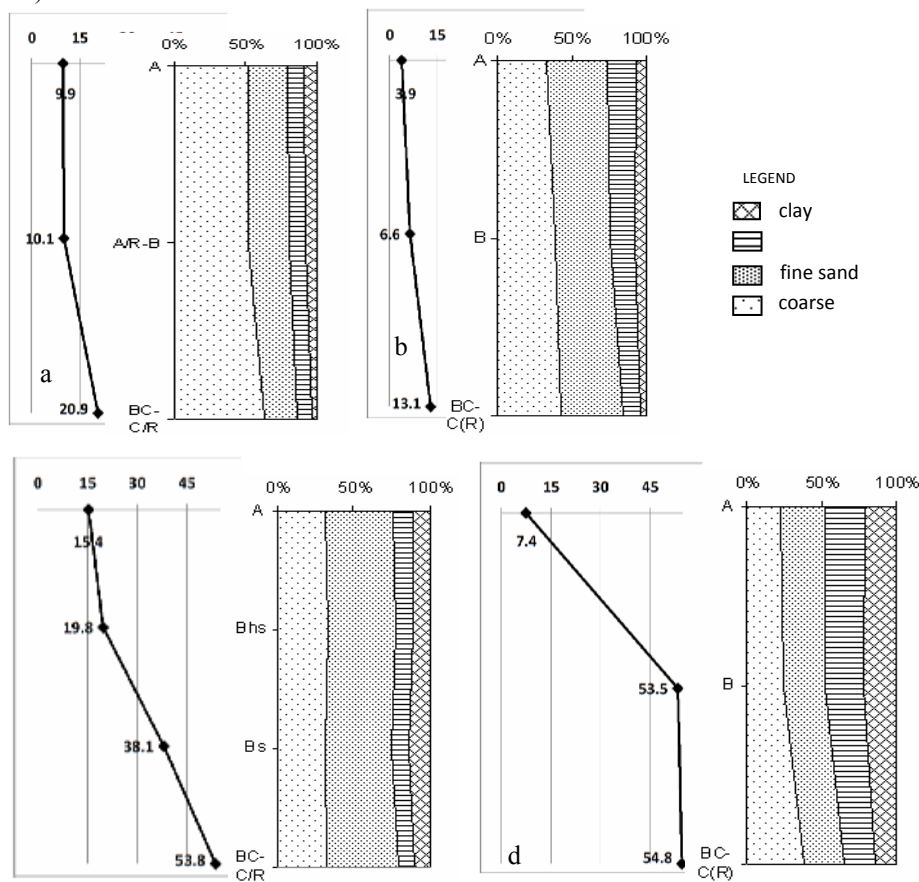 0 15
0% 50% 100%
A
9.9
10.1
A/R-B
20.9
a
BC-
C/R
0 15
0% 50% 100%
A
3.9
6.6
B
b
13.1
BC-
C(R)
LEGEND
clay
fine sand
coarse
0 15 30 45
0% 50% 100%
A
15.4
19.8
Bhs
38.1
Bs
53.8
BC-
C/R
0 15 30 45
0% 50% 100%
A
7.4
53.5
B
d
54.8
BC-
C(R)